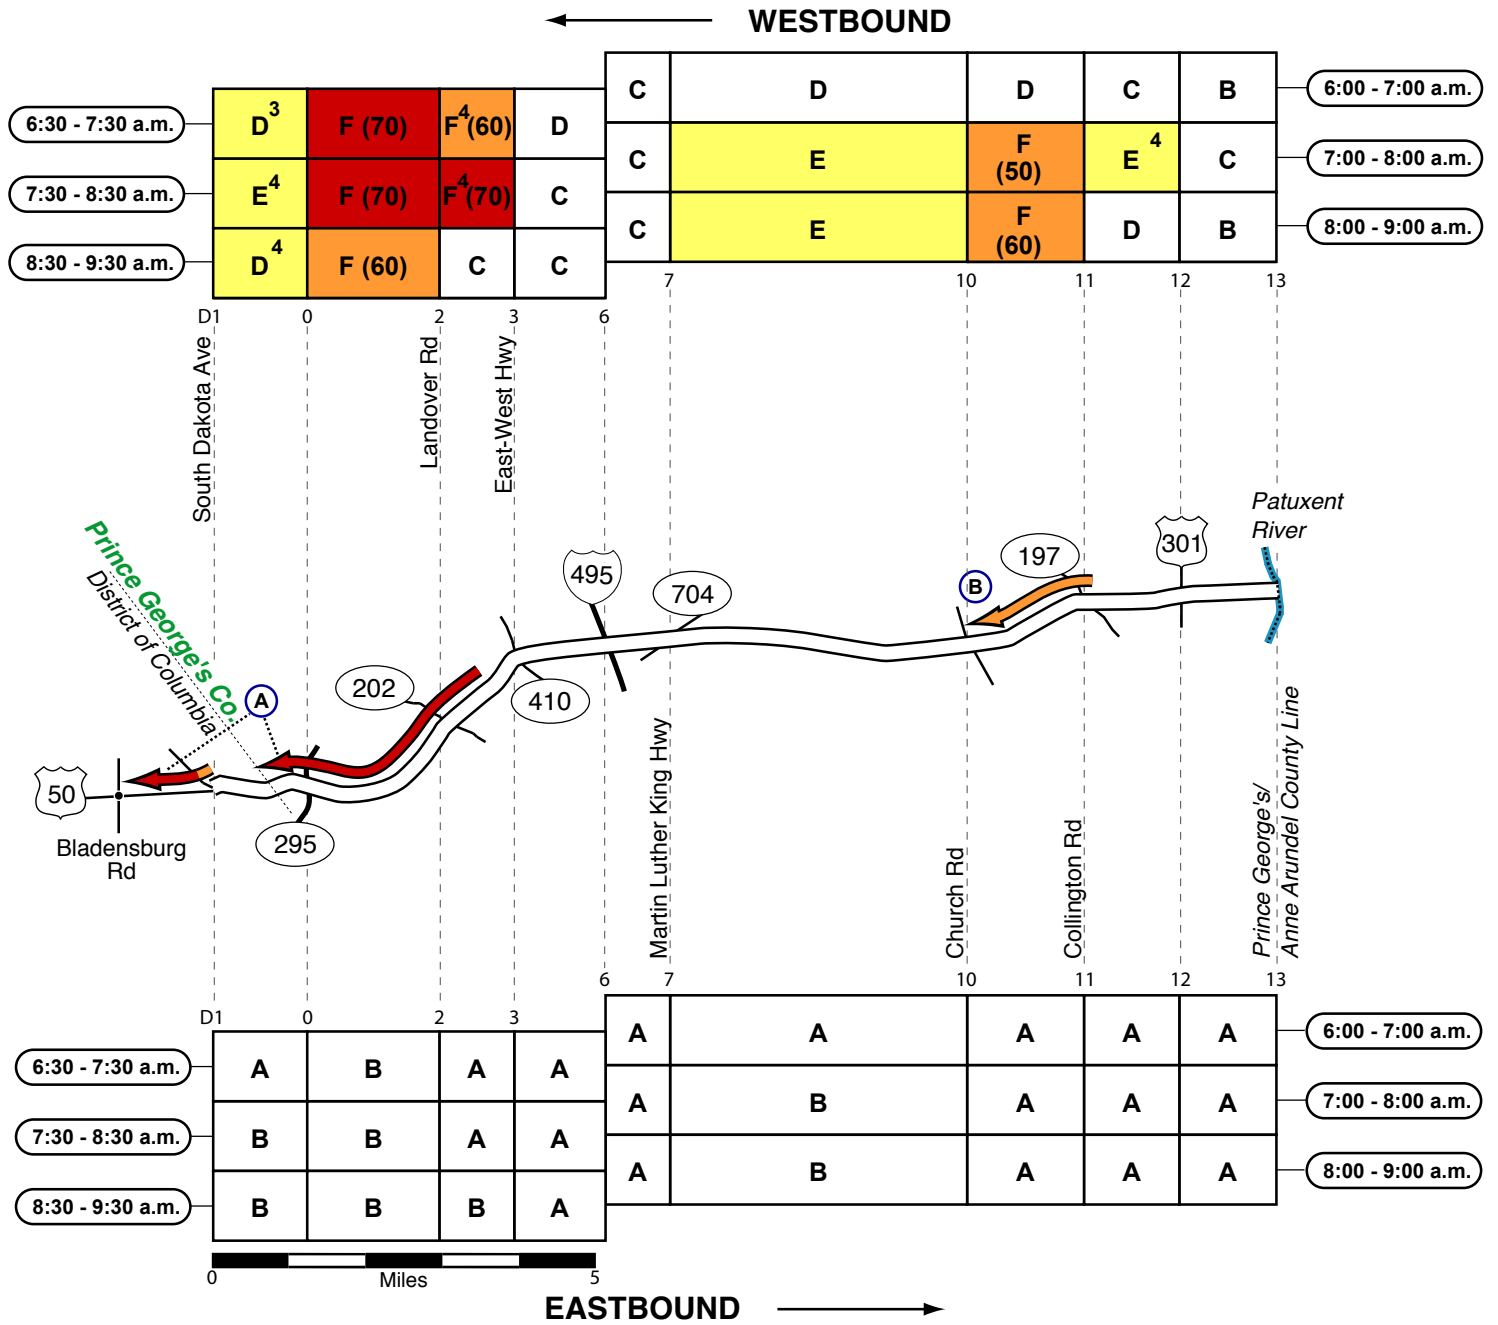 WESTBOUND
C D D C B 6:00 - 7:00 a.m.
6:30 - 7:30 a.m. D3 F (70) F4(60) D
C E F (50) E4 C 7:00 - 8:00 a.m.
7:30 - 8:30 a.m. E4 F (70) F4(70) C
C E F (60) D B 8:00 - 9:00 a.m.
8:30 - 9:30 a.m. D4 F (60) C C
7 10 11 12 13
D1 0 2 3 6
South Dakota Ave
Landover Rd
East-West Hwy
Patuxent
River
Prince George's Co.
District of Columbia
495
704
197
301
B
A
202
410
50
295
Bladensburg
Rd
Martin Luther King Hwy
Church Rd
Collington Rd
Prince George's/
Anne Arundel County Line
6 7 10 11 12 13
D1 0 2 3
A A A A A 6:00 - 7:00 a.m.
6:30 - 7:30 a.m. A B A A
A B A A A 7:00 - 8:00 a.m.
7:30 - 8:30 a.m. B B A A
A B A A A 8:00 - 9:00 a.m.
8:30 - 9:30 a.m. B B B A
0 Miles 5
EASTBOUND